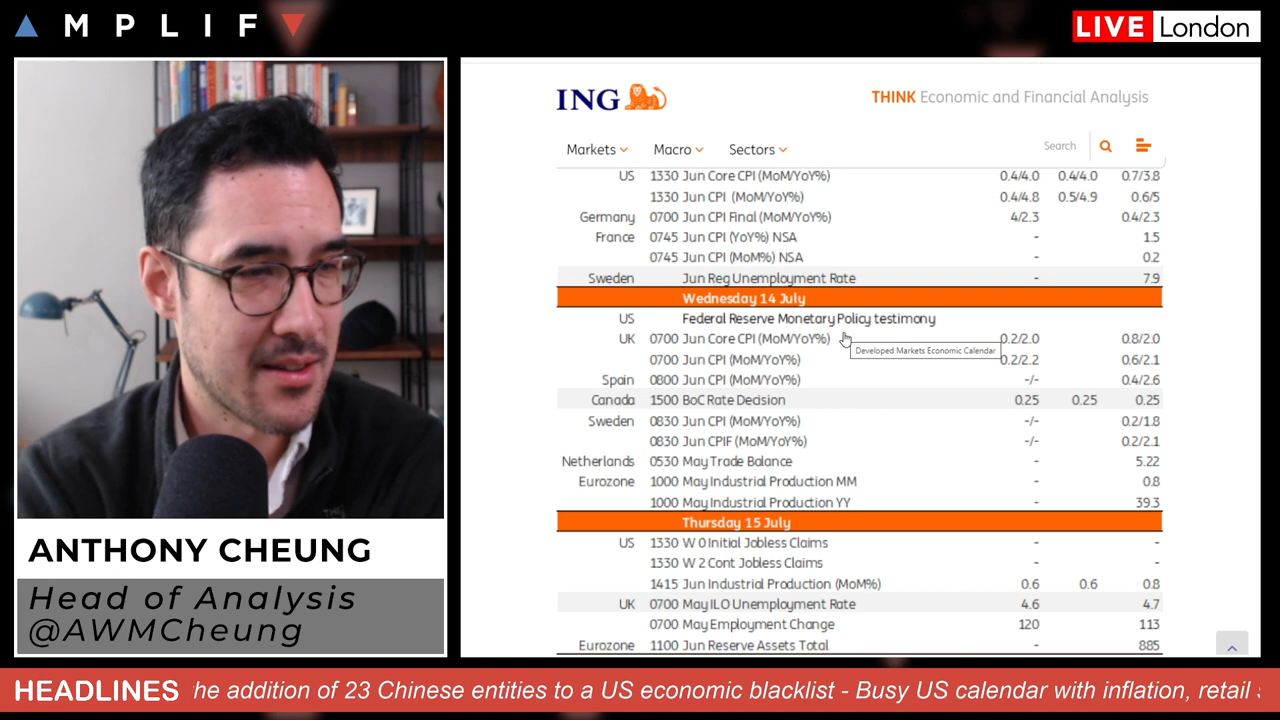 AMPLIFY
LIVE London
ING
THINK Economic and Financial Analysis
Markets Macro Sectors Search
US 1330 Jun Core CPI (MoM/YoY%) 0.4/4.0 0.4/4.0 0.7/3.8
1330 Jun CPI (MoM/YoY%) 0.4/4.8 0.5/4.9 0.6/5
Germany 0700 Jun CPI Final (MoM/YoY%) 4/2.3 0.4/2.3
France 0745 Jun CPI (YoY%) NSA - 1.5
0745 Jun CPI (MoM%) NSA - 0.2
Sweden Jun Reg Unemployment Rate - 7.9
Wednesday 14 July
US Federal Reserve Monetary Policy testimony
UK 0700 Jun Core CPI (MoM/YoY%) 0.2/2.0 0.8/2.0
Developed Markets Economic Calendar
0700 Jun CPI (MoM/YoY%) 0.2/2.2 0.6/2.1
Spain 0800 Jun CPI (MoM/YoY%) -/- 0.4/2.6
Canada 1500 BoC Rate Decision 0.25 0.25 0.25
Sweden 0830 Jun CPI (MoM/YoY%) -/- 0.2/1.8
0830 Jun CPIF (MoM/YoY%) -/- 0.2/2.1
Netherlands 0530 May Trade Balance - 5.22
Eurozone 1000 May Industrial Production MM - 0.8
1000 May Industrial Production YY - 39.3
Thursday 15 July
US 1330 W 0 Initial Jobless Claims - -
1330 W 2 Cont Jobless Claims - -
1415 Jun Industrial Production (MoM%) 0.6 0.6 0.8
UK 0700 May ILO Unemployment Rate 4.6 4.7
0700 May Employment Change 120 113
Eurozone 1100 Jun Reserve Assets Total - 885
ANTHONY CHEUNG
Head of Analysis
@AWMCheung
HEADLINES he addition of 23 Chinese entities to a US economic blacklist - Busy US calendar with inflation, retail